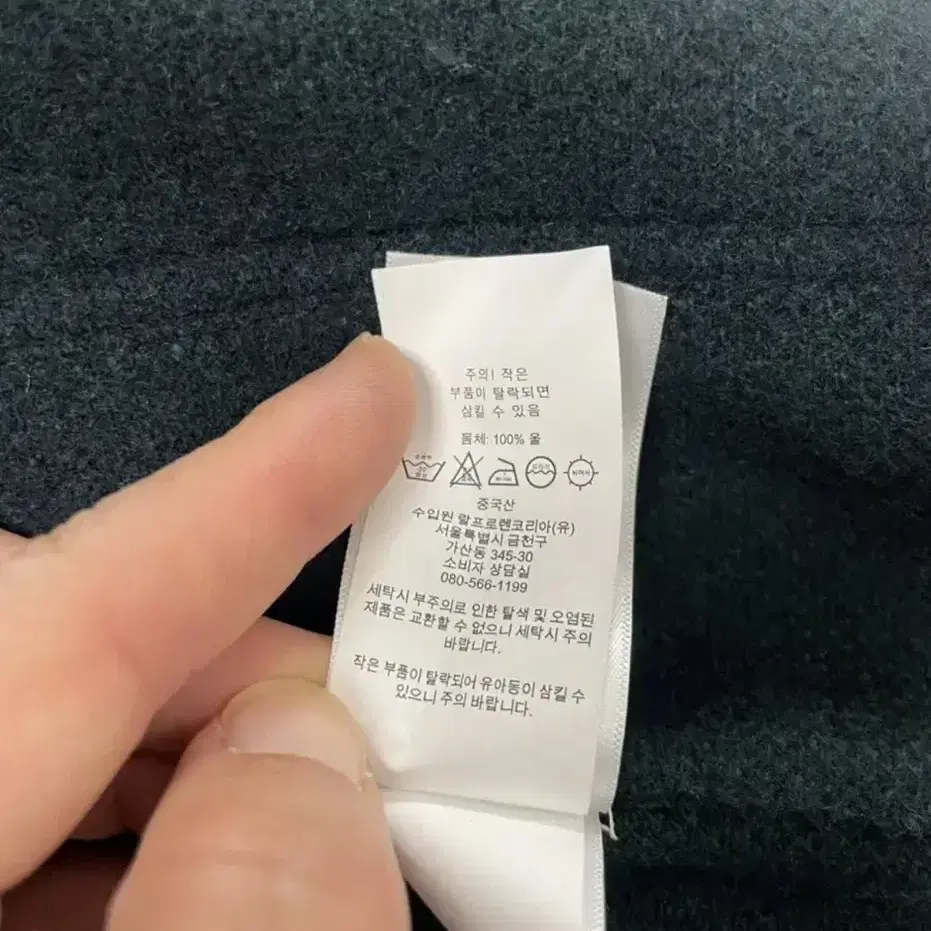 주의! 작은
부품이 탈락되면
삼킬 수 있음
몸체: 100% 울
드라이
뉘어서
중국산
수입원 랄프로렌코리아(유)
서울특별시 금천구
가산동 345-30
소비자 상담실
080-566-1199
세탁시 부주의로 인한 탈색 및 오염된
제품은 교환할 수 없으니 세탁시 주의
바랍니다.
작은 부품이 탈락되어 유아동이 삼킬 수
있으니 주의 바랍니다.